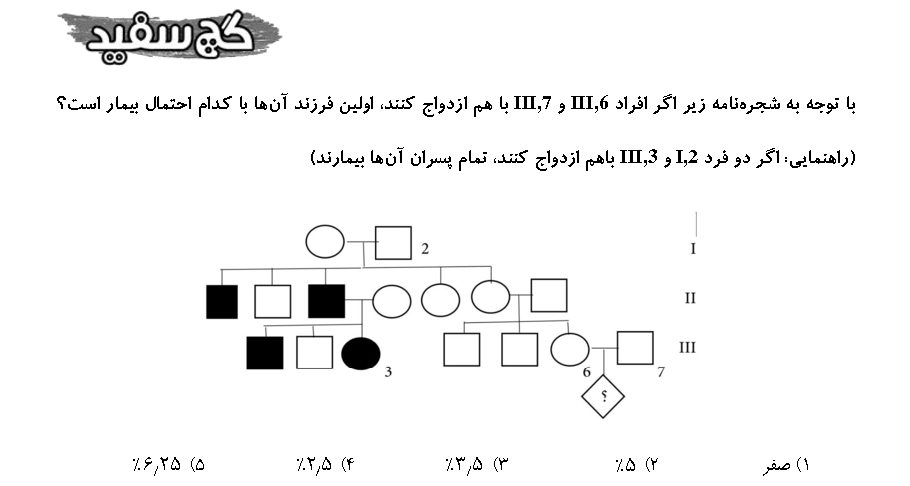 گچ سفید
با توجه به شجره‌نامه زیر اگر افراد III,6 و III,7 با هم ازدواج کنند، اولین فرزند آن‌ها با کدام احتمال بیمار است؟
(راهنمایی: اگر دو فرد I,2 و III,3 باهم ازدواج کنند، تمام پسران آن‌ها بیمارند)
2 I
II
III
3 6 7
؟
۱) صفر ۲) ۵٪ ۳) ۳٫۵٪ ۴) ۲٫۵٪ ۵) ۶٫۲۵٪